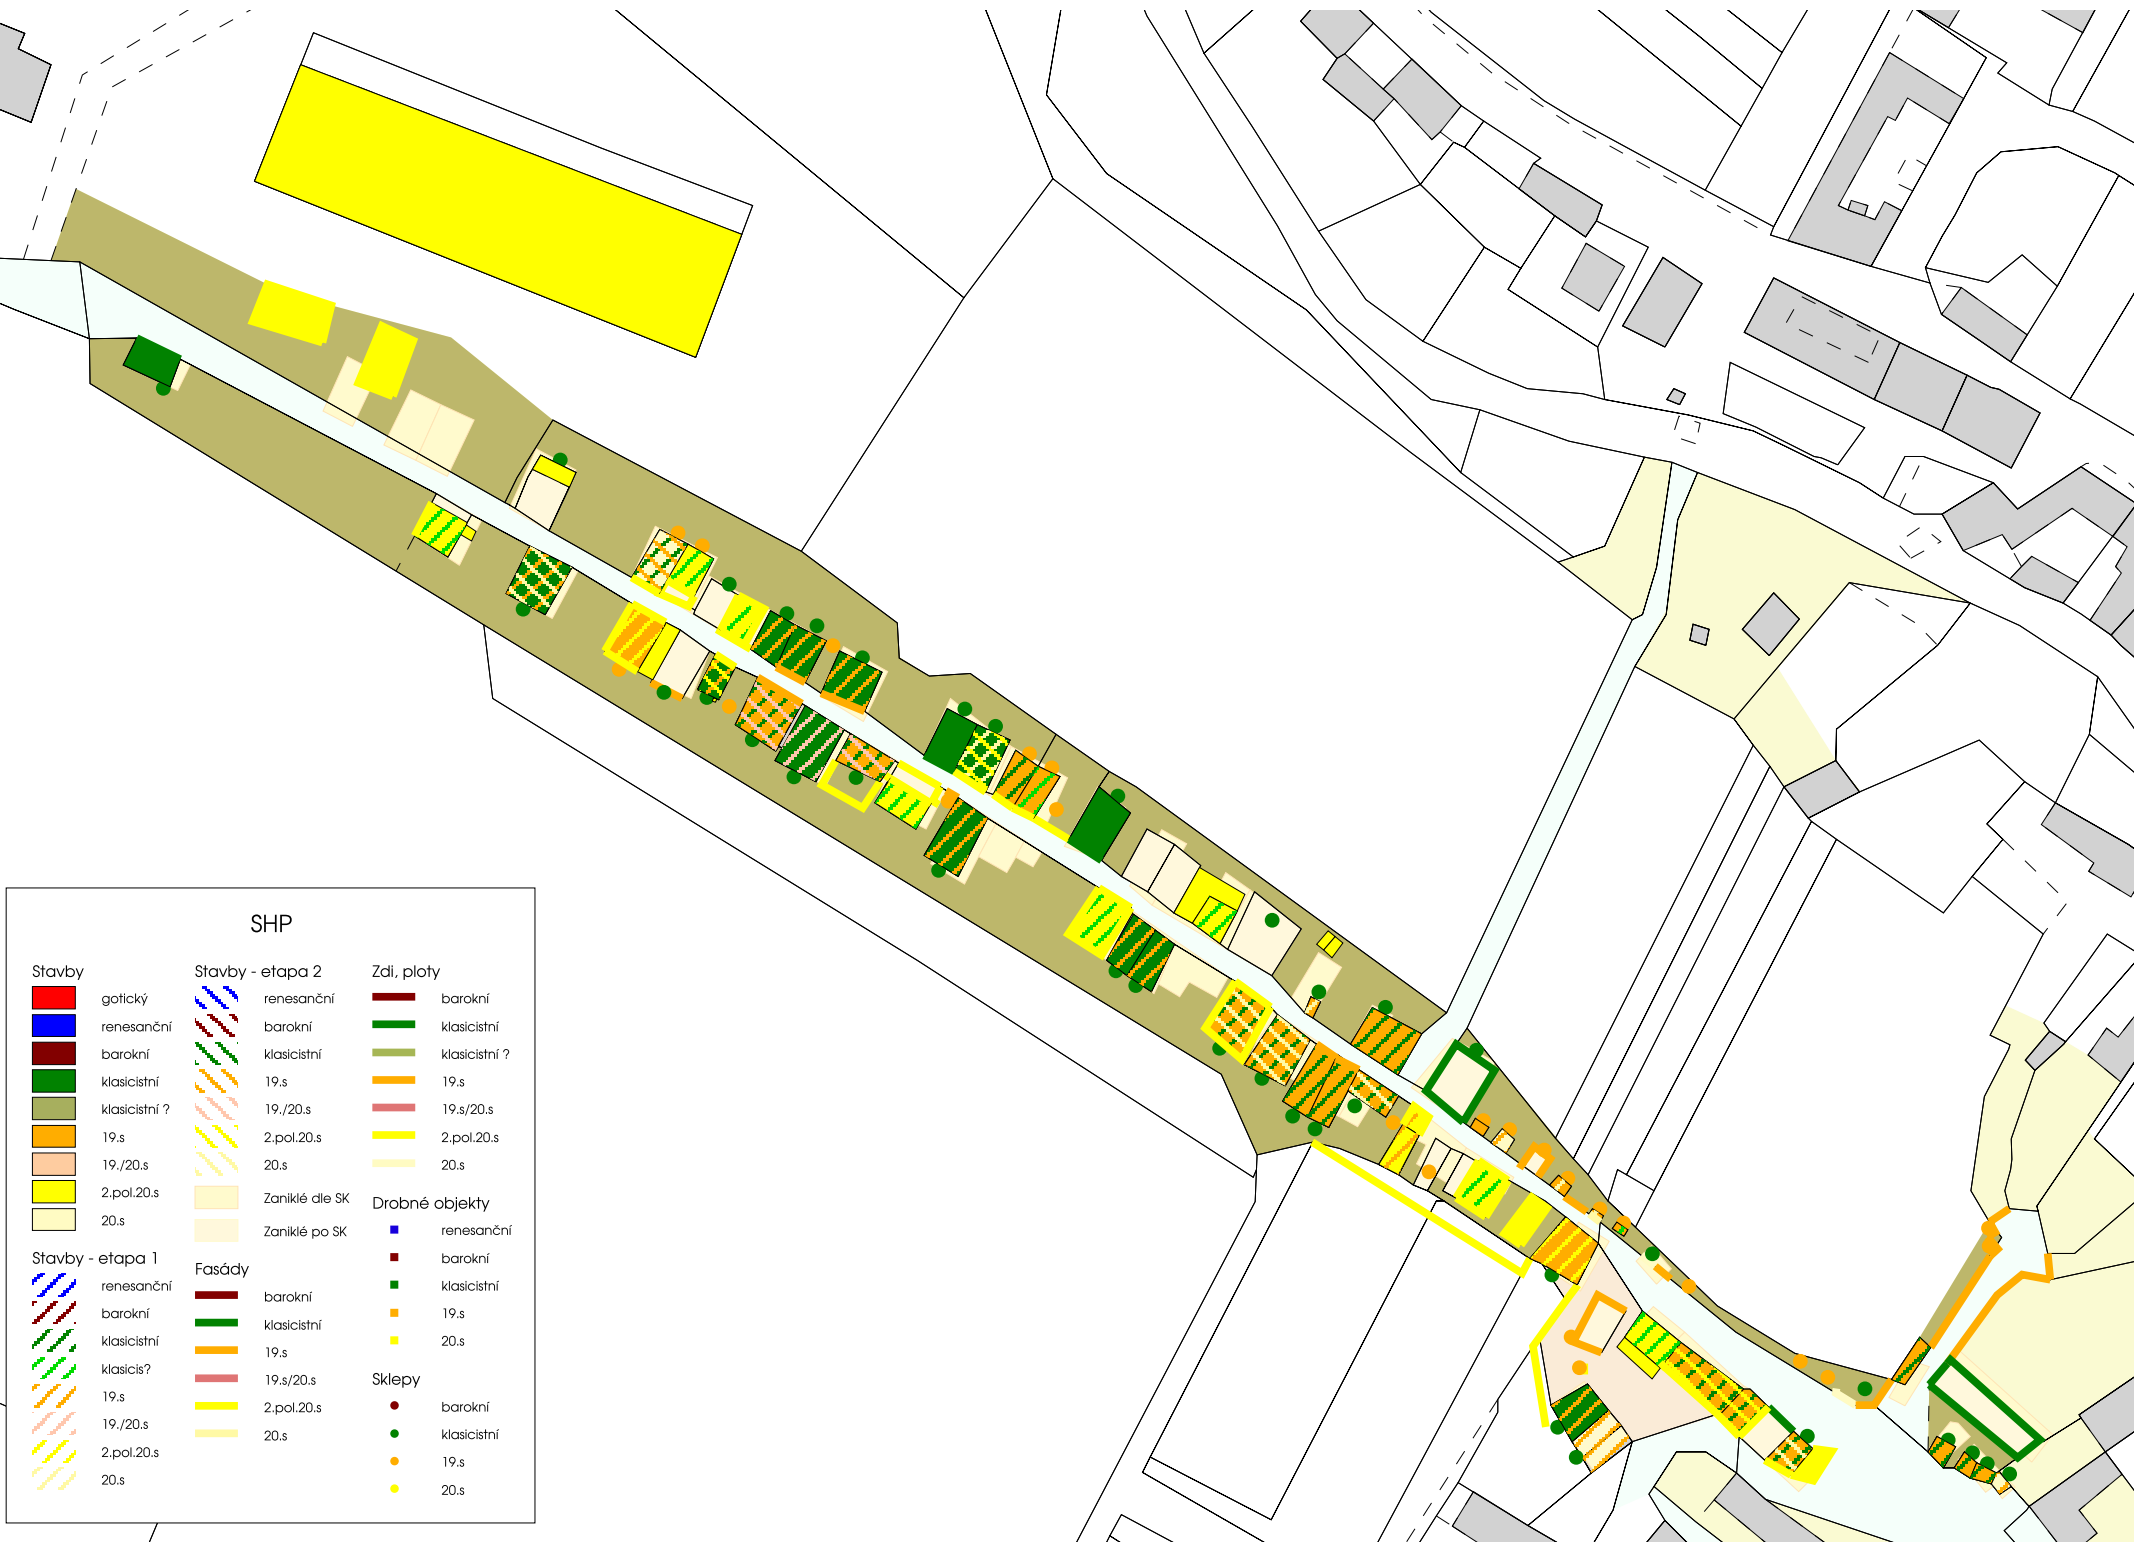 SHP
Stavby
gotický
renesanční
barokní
klasicistní
klasicistní ?
19.s
19./20.s
2.pol.20.s
20.s
Stavby - etapa 1
renesanční
barokní
klasicistní
klasicis?
19.s
19./20.s
2.pol.20.s
20.s
Stavby - etapa 2
renesanční
barokní
klasicistní
19.s
19./20.s
2.pol.20.s
20.s
Zaniklé dle SK
Zaniklé po SK
Fasády
barokní
klasicistní
19.s
19.s/20.s
2.pol.20.s
20.s
Zdi, ploty
barokní
klasicistní
klasicistní ?
19.s
19.s/20.s
2.pol.20.s
20.s
Drobné objekty
renesanční
barokní
klasicistní
19.s
20.s
Sklepy
barokní
klasicistní
19.s
20.s